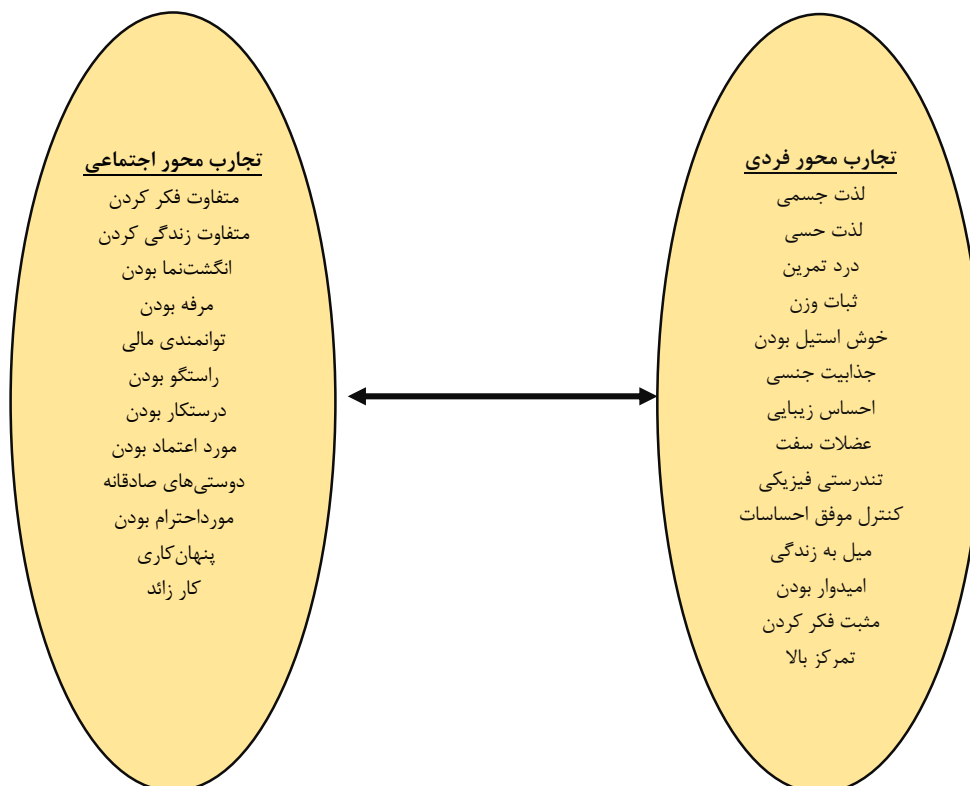 تجارب محور فردی
لذت جسمی
لذت حسی
درد تمرین
ثبات وزن
خوش استیل بودن
جذابیت جنسی
احساس زیبایی
عضلات سفت
تندرستی فیزیکی
کنترل موفق احساسات
میل به زندگی
امیدوار بودن
مثبت فکر کردن
تمرکز بالا
تجارب محور اجتماعی
متفاوت فکر کردن
متفاوت زندگی کردن
انگشت‌نما بودن
مرفه بودن
توانمندی مالی
راستگو بودن
درستکار بودن
مورد اعتماد بودن
دوستی‌های صادقانه
مورداحترام بودن
پنهان‌کاری
کار زائد